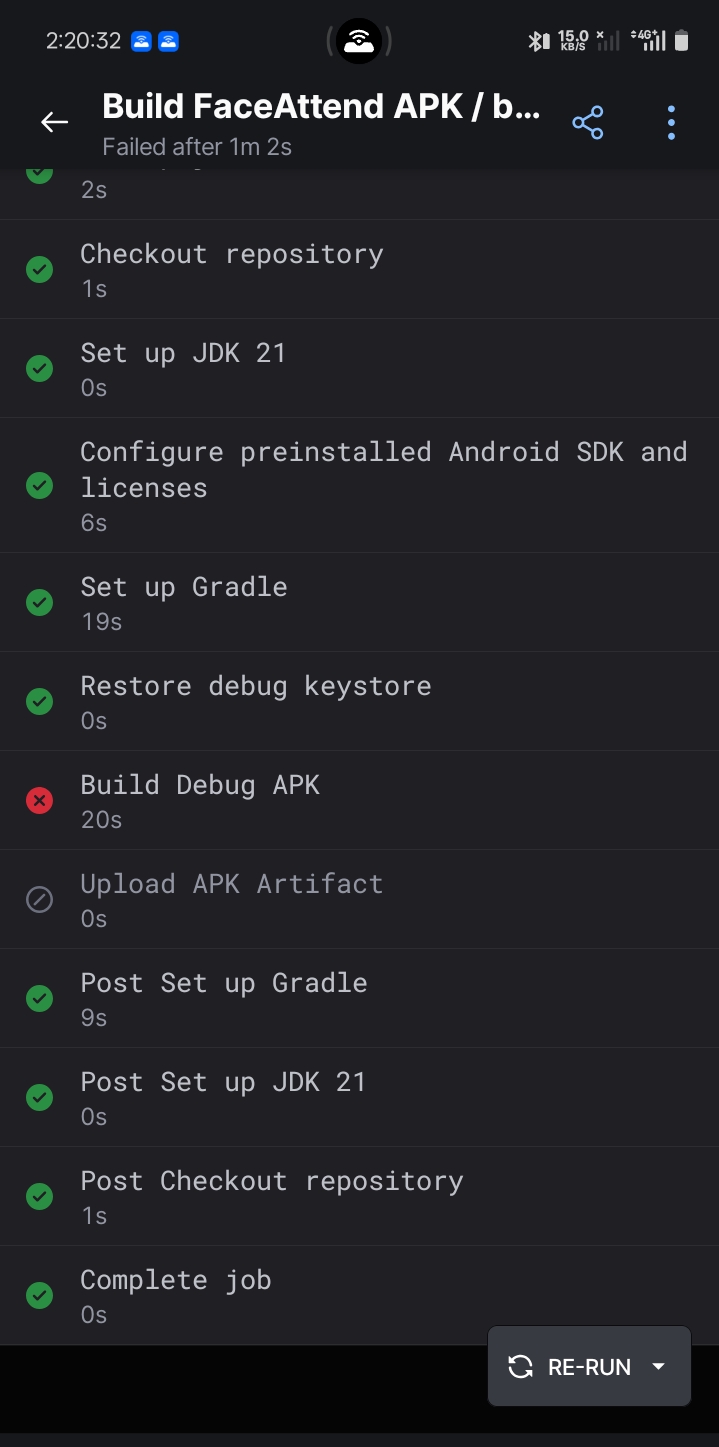 2:20:32
15.0
KB/S
4G+
Build FaceAttend APK / b...
Failed after 1m 2s
2s
Checkout repository
1s
Set up JDK 21
0s
Configure preinstalled Android SDK and
licenses
6s
Set up Gradle
19s
Restore debug keystore
0s
Build Debug APK
20s
Upload APK Artifact
0s
Post Set up Gradle
9s
Post Set up JDK 21
0s
Post Checkout repository
1s
Complete job
0s
RE-RUN